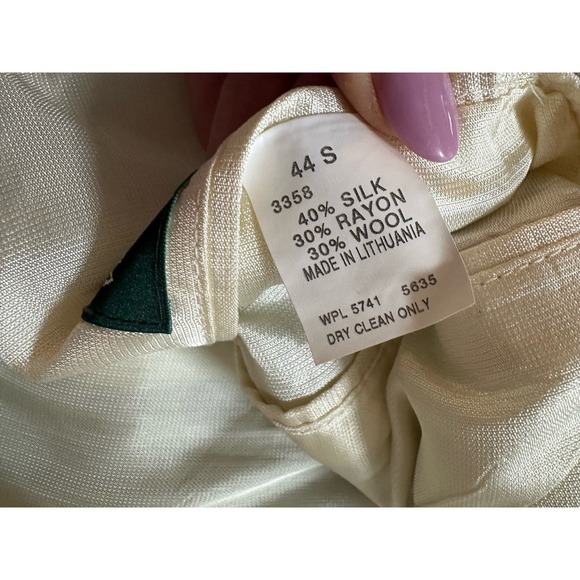 44 S
3358
40% SILK
30% RAYON
30% WOOL
MADE IN LITHUANIA
WPL 5741 5635
DRY CLEAN ONLY